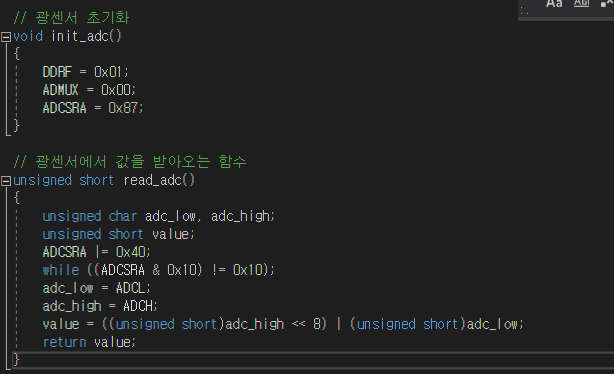 Aa Abl
// 광센서 초기화
void init_adc()
{
DDRF = 0x01;
ADMUX = 0x00;
ADCSRA = 0x87;
}
// 광센서에서 값을 받아오는 함수
unsigned short read_adc()
{
unsigned char adc_low, adc_high;
unsigned short value;
ADCSRA |= 0x40;
while ((ADCSRA & 0x10) != 0x10);
adc_low = ADCL;
adc_high = ADCH;
value = ((unsigned short)adc_high << 8) | (unsigned short)adc_low;
return value;
}